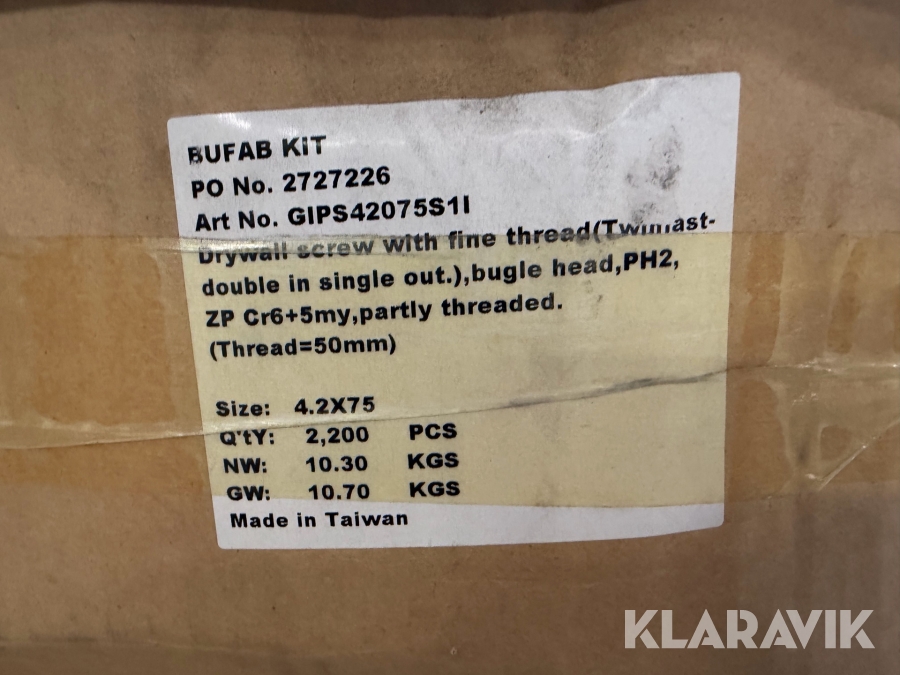 BUFAB KIT
PO No. 2727226
Art No. GIPS42075S1I
Drywall screw with fine thread(Twinfast-
double in single out.),bugle head,PH2,
ZP Cr6+5my,partly threaded.
(Thread=50mm)
Size: 4.2X75
Q'tY: 2,200 PCS
NW: 10.30 KGS
GW: 10.70 KGS
Made in Taiwan
KLARAVIK